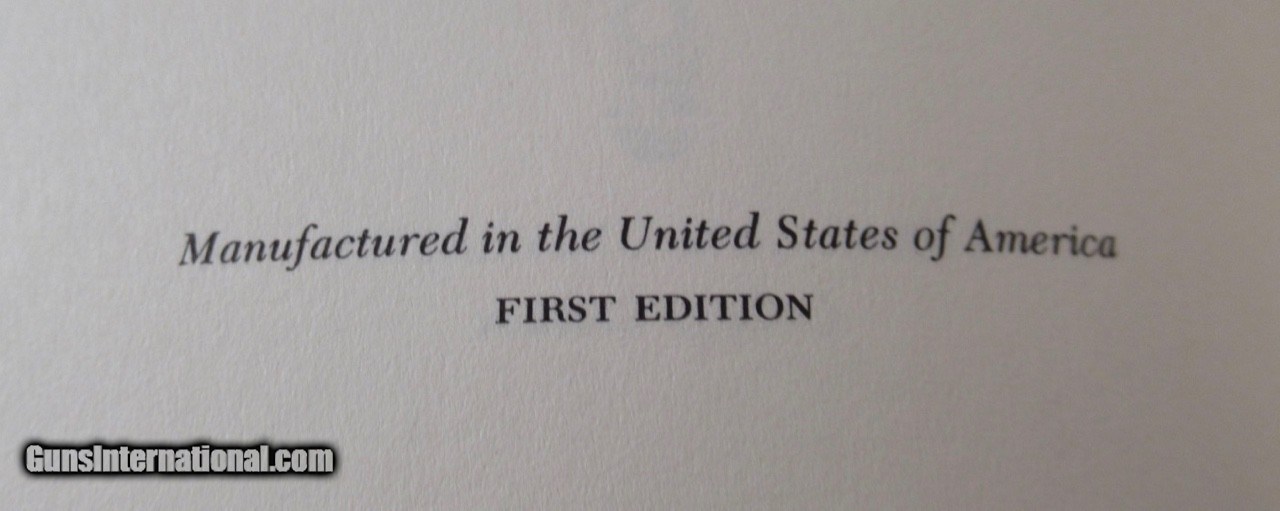 Manufactured in the United States of America
FIRST EDITION
GunsInternational.com